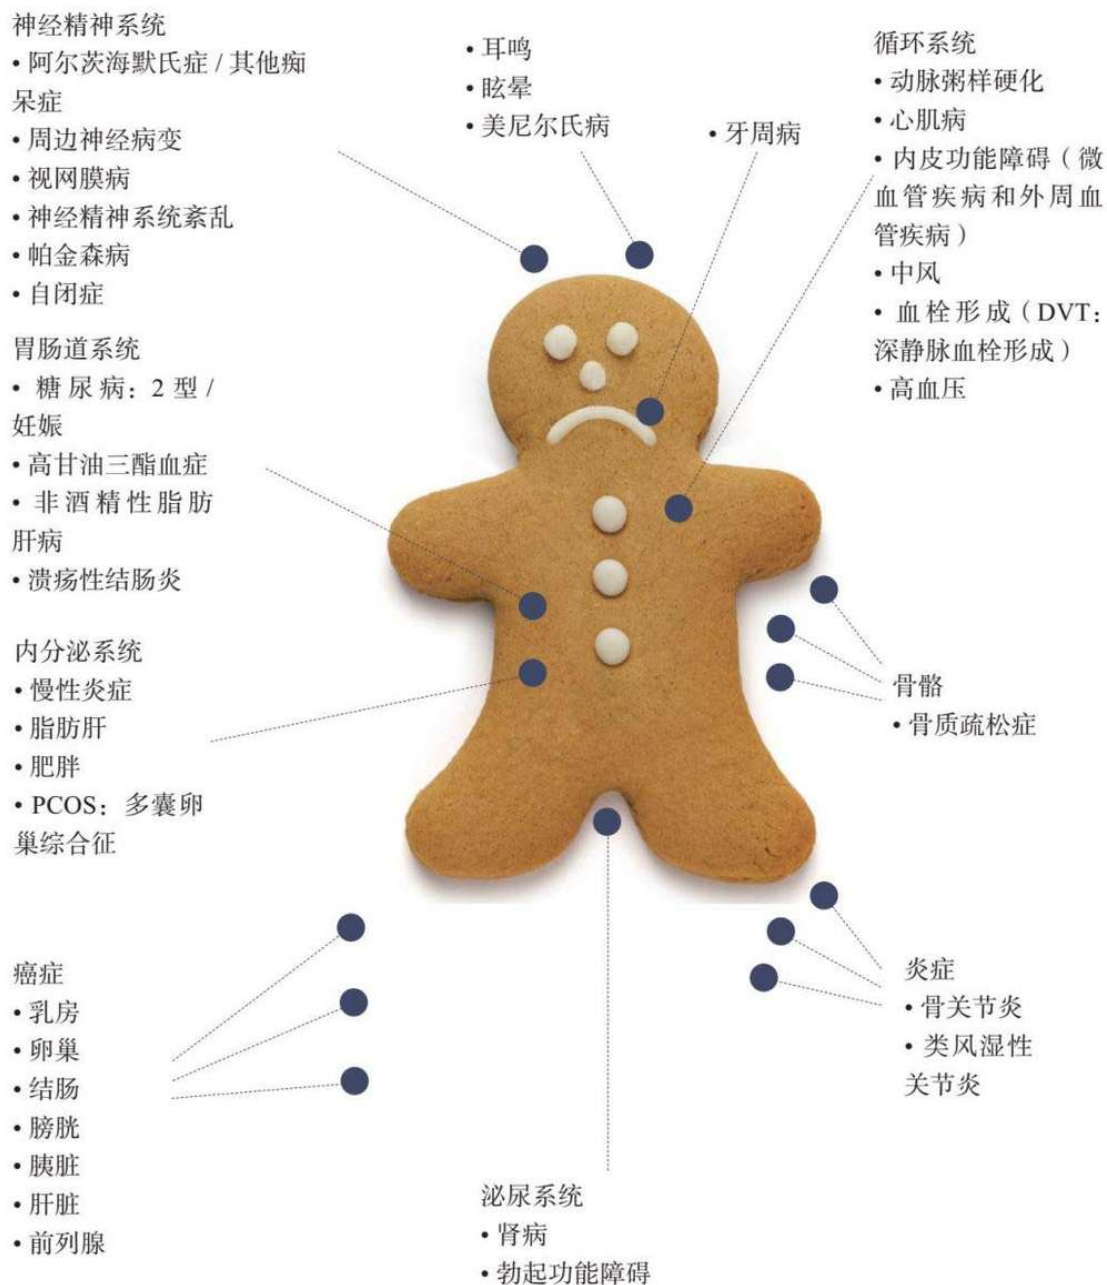 神经精神系统
• 阿尔茨海默氏症 / 其他痴
呆症
• 周边神经病变
• 视网膜病
• 神经精神系统紊乱
• 帕金森病
• 自闭症
• 耳鸣
• 眩晕
• 美尼尔氏病
• 牙周病
循环系统
• 动脉粥样硬化
• 心肌病
• 内皮功能障碍（微
血管疾病和外周血
管疾病）
• 中风
• 血栓形成（DVT：
深静脉血栓形成）
• 高血压
胃肠道系统
• 糖尿病：2 型 /
妊娠
• 高甘油三酯血症
• 非酒精性脂肪
肝病
• 溃疡性结肠炎
内分泌系统
• 慢性炎症
• 脂肪肝
• 肥胖
• PCOS：多囊卵
巢综合征
骨骼
• 骨质疏松症
癌症
• 乳房
• 卵巢
• 结肠
• 膀胱
• 胰脏
• 肝脏
• 前列腺
炎症
• 骨关节炎
• 类风湿性
关节炎
泌尿系统
• 肾病
• 勃起功能障碍